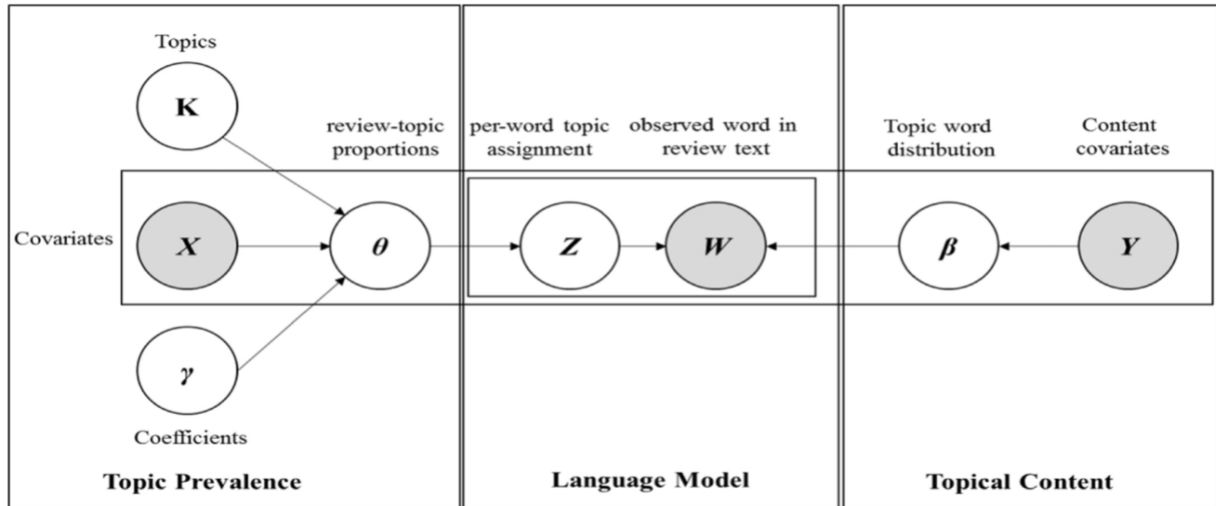 Topics
K
review-topic
proportions
per-word topic
assignment
observed word in
review text
Topic word
distribution
Content
covariates
Covariates
X
θ
Z
W
β
Y
γ
Coefficients
Topic Prevalence
Language Model
Topical Content